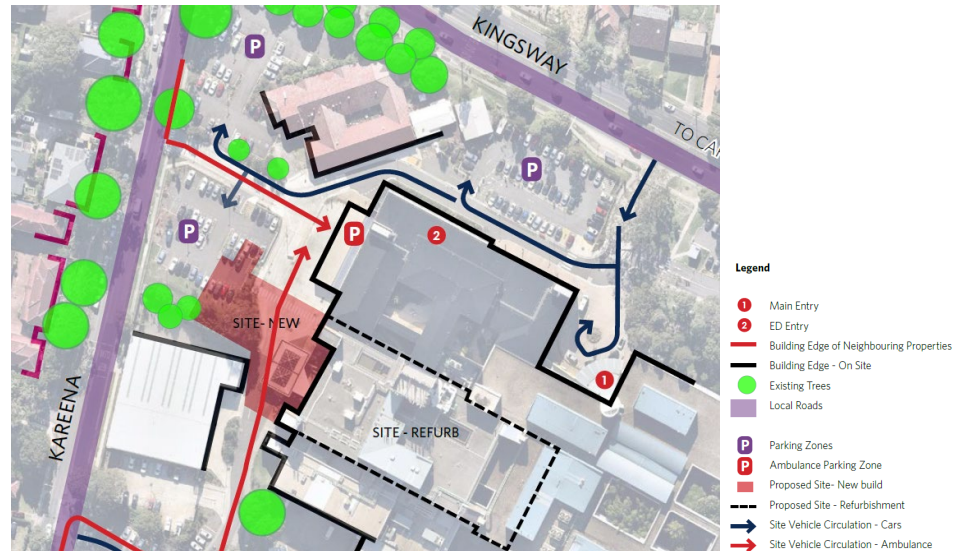 KINGSWAY
TO CA
P
P
P
P
2
SITE- NEW
1
KAREENA
SITE - REFURB
Legend
1 Main Entry
2 ED Entry
Building Edge of Neighbouring Properties
Building Edge - On Site
Existing Trees
Local Roads
P Parking Zones
P Ambulance Parking Zone
Proposed Site- New build
Proposed Site - Refurbishment
Site Vehicle Circulation - Cars
Site Vehicle Circulation - Ambulance